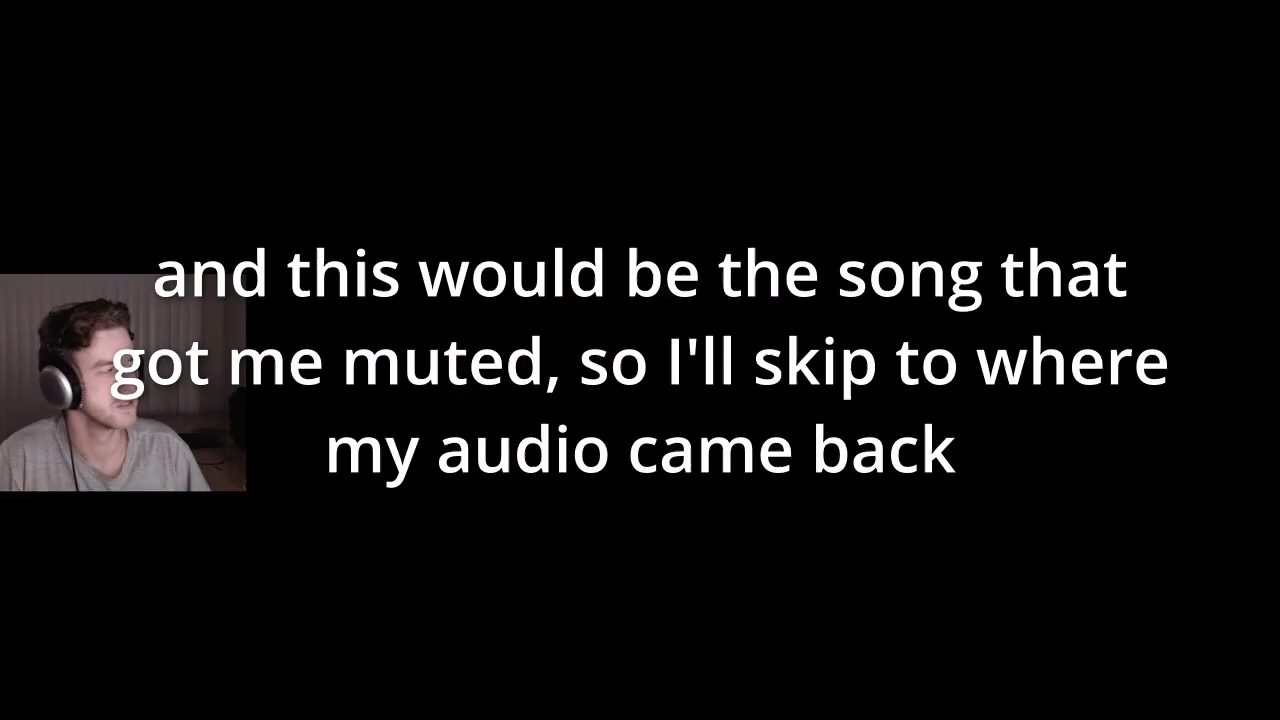 and this would be the song that
got me muted, so I'll skip to where
my audio came back